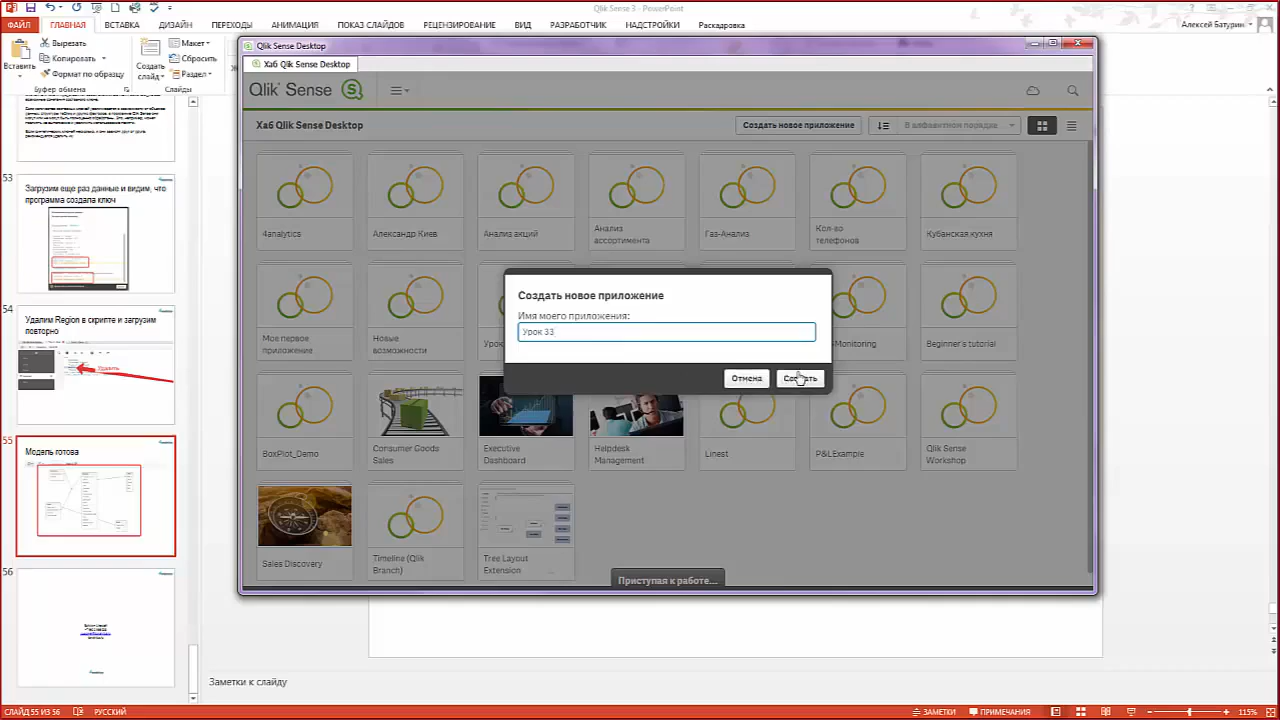 Qlik Sense 3 - PowerPoint
ФАЙЛ
ГЛАВНАЯ
ВСТАВКА
ДИЗАЙН
ПЕРЕХОДЫ
АНИМАЦИЯ
ПОКАЗ СЛАЙДОВ
РЕЦЕНЗИРОВАНИЕ
ВИД
РАЗРАБОТЧИК
НАДСТРОЙКИ
Раскадровка
Алексей Батурин
Вставить
Вырезать
Копировать
Формат по образцу
Буфер обмена
Создать слайд
Макет
Сбросить
Раздел
Слайды
Qlik Sense Desktop
Хаб Qlik Sense Desktop
Qlik Sense
Хаб Qlik Sense Desktop
Создать новое приложение
В алфавитном порядке
4analytics
Александр Киев
Анализ акций
Анализ ассортимента
Газ-Анализ
Кол-во телефонов
Кубанская кухня
Создать новое приложение
Имя моего приложения:
Урок 33
Отмена
Создать
Мое первое приложение
Новые возможности
Beginner's tutorial
BoxPlot_Demo
Consumer Goods Sales
Executive Dashboard
Helpdesk Management
Linest
P&LExample
Qlik Sense Workshop
Sales Discovery
Timeline (Qlik Branch)
Tree Layout Extension
Приступая к работе...
53
Загрузим еще раз данные и видим, что
программа создала ключ
54
Удалим Region в скрипте и загрузим
повторно
Удалить
55
Модель готова
56
Заметки к слайду
СЛАЙД 55 ИЗ 56
РУССКИЙ
ЗАМЕТКИ
ПРИМЕЧАНИЯ
115%